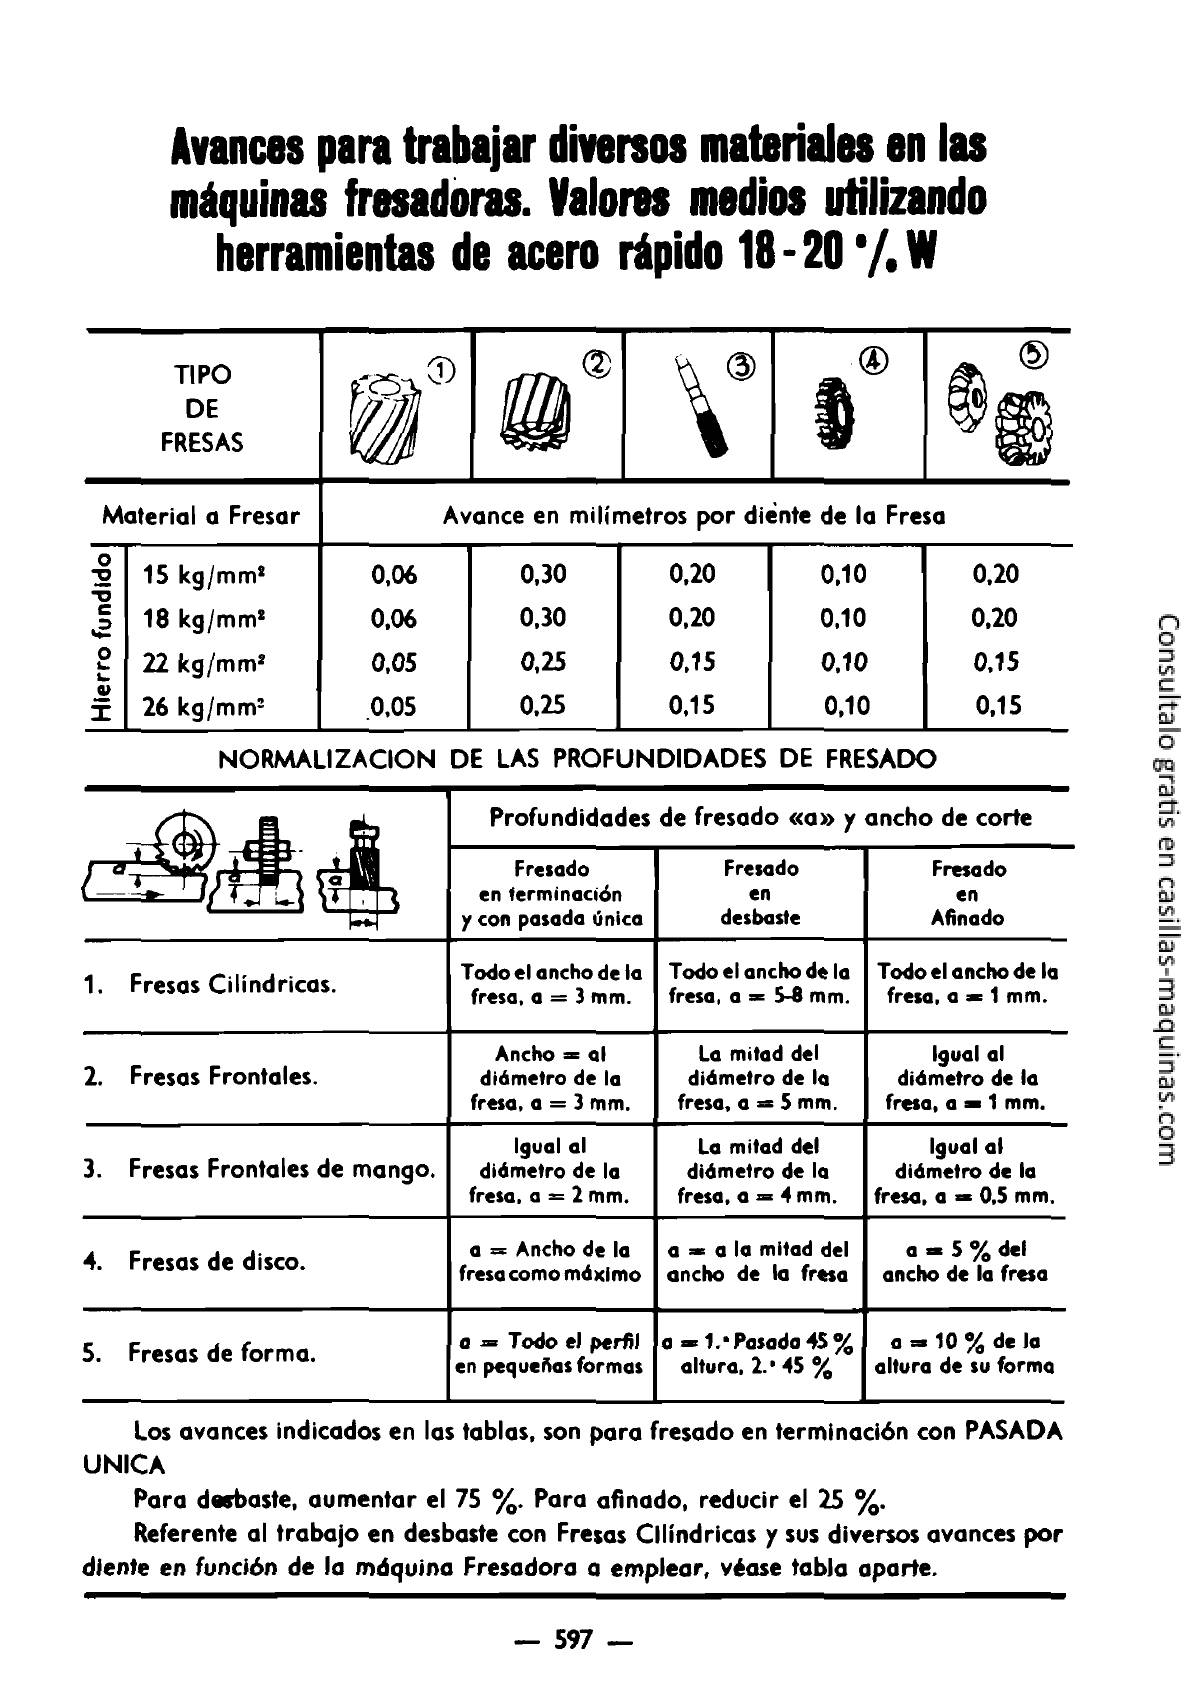 Avances para trabajar diversos materiales en las
máquinas fresadoras. Valores medios utilizando
herramientas de acero rápido 18 - 20 % W
TIPO
DE
FRESAS
1
2
3
4
5
Material a Fresar
Avance en milímetros por diente de la Fresa
Hierro fundido
15 kg/mm² 0,06 0,30 0,20 0,10 0,20
18 kg/mm² 0,06 0,30 0,20 0,10 0,20
22 kg/mm² 0,05 0,25 0,15 0,10 0,15
26 kg/mm² 0,05 0,25 0,15 0,10 0,15
NORMALIZACION DE LAS PROFUNDIDADES DE FRESADO
a
a
a
Profundidades de fresado «a» y ancho de corte
Fresado
en terminación
y con pasada única
Fresado
en
desbaste
Fresado
en
Afinado
1. Fresas Cilíndricas.
Todo el ancho de la
fresa, a = 3 mm.
Todo el ancho de la
fresa, a = 5-8 mm.
Todo el ancho de la
fresa, a = 1 mm.
2. Fresas Frontales.
Ancho = al
diámetro de la
fresa, a = 3 mm.
La mitad del
diámetro de la
fresa, a = 5 mm.
Igual al
diámetro de la
fresa, a = 1 mm.
3. Fresas Frontales de mango.
Igual al
diámetro de la
fresa, a = 2 mm.
La mitad del
diámetro de la
fresa, a = 4 mm.
Igual al
diámetro de la
fresa, a = 0,5 mm.
4. Fresas de disco.
a = Ancho de la
fresa como máximo
a = a la mitad del
ancho de la fresa
a = 5 % del
ancho de la fresa
5. Fresas de forma.
a = Todo el perfil
en pequeñas formas
a = 1.ª Pasada 45 %
altura, 2.ª 45 %
a = 10 % de la
altura de su forma
Los avances indicados en las tablas, son para fresado en terminación con PASADA
UNICA
Para desbaste, aumentar el 75 %. Para afinado, reducir el 25 %.
Referente al trabajo en desbaste con Fresas Cilíndricas y sus diversos avances por
diente en función de la máquina Fresadora a emplear, véase tabla aparte.
— 597 —
Consultalo gratis en casillas-maquinas.com